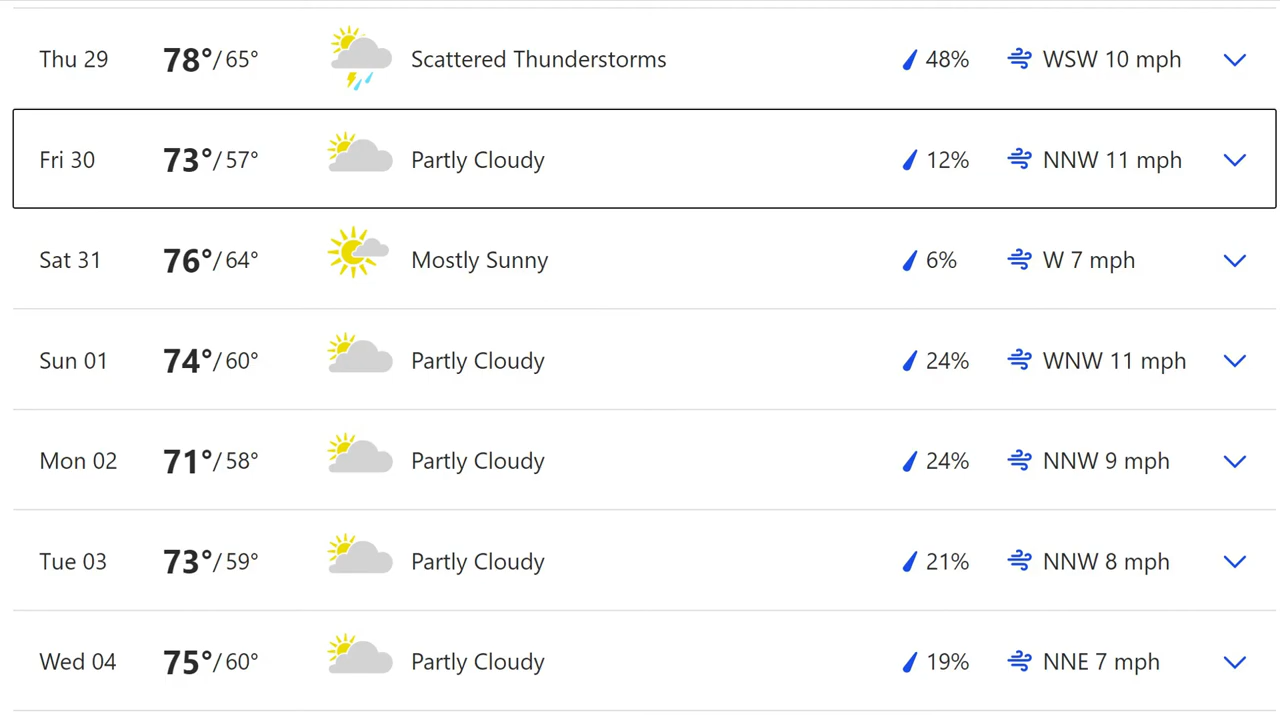 Thu 29 78°/65° Scattered Thunderstorms 48% WSW 10 mph
Fri 30 73°/57° Partly Cloudy 12% NNW 11 mph
Sat 31 76°/64° Mostly Sunny 6% W 7 mph
Sun 01 74°/60° Partly Cloudy 24% WNW 11 mph
Mon 02 71°/58° Partly Cloudy 24% NNW 9 mph
Tue 03 73°/59° Partly Cloudy 21% NNW 8 mph
Wed 04 75°/60° Partly Cloudy 19% NNE 7 mph